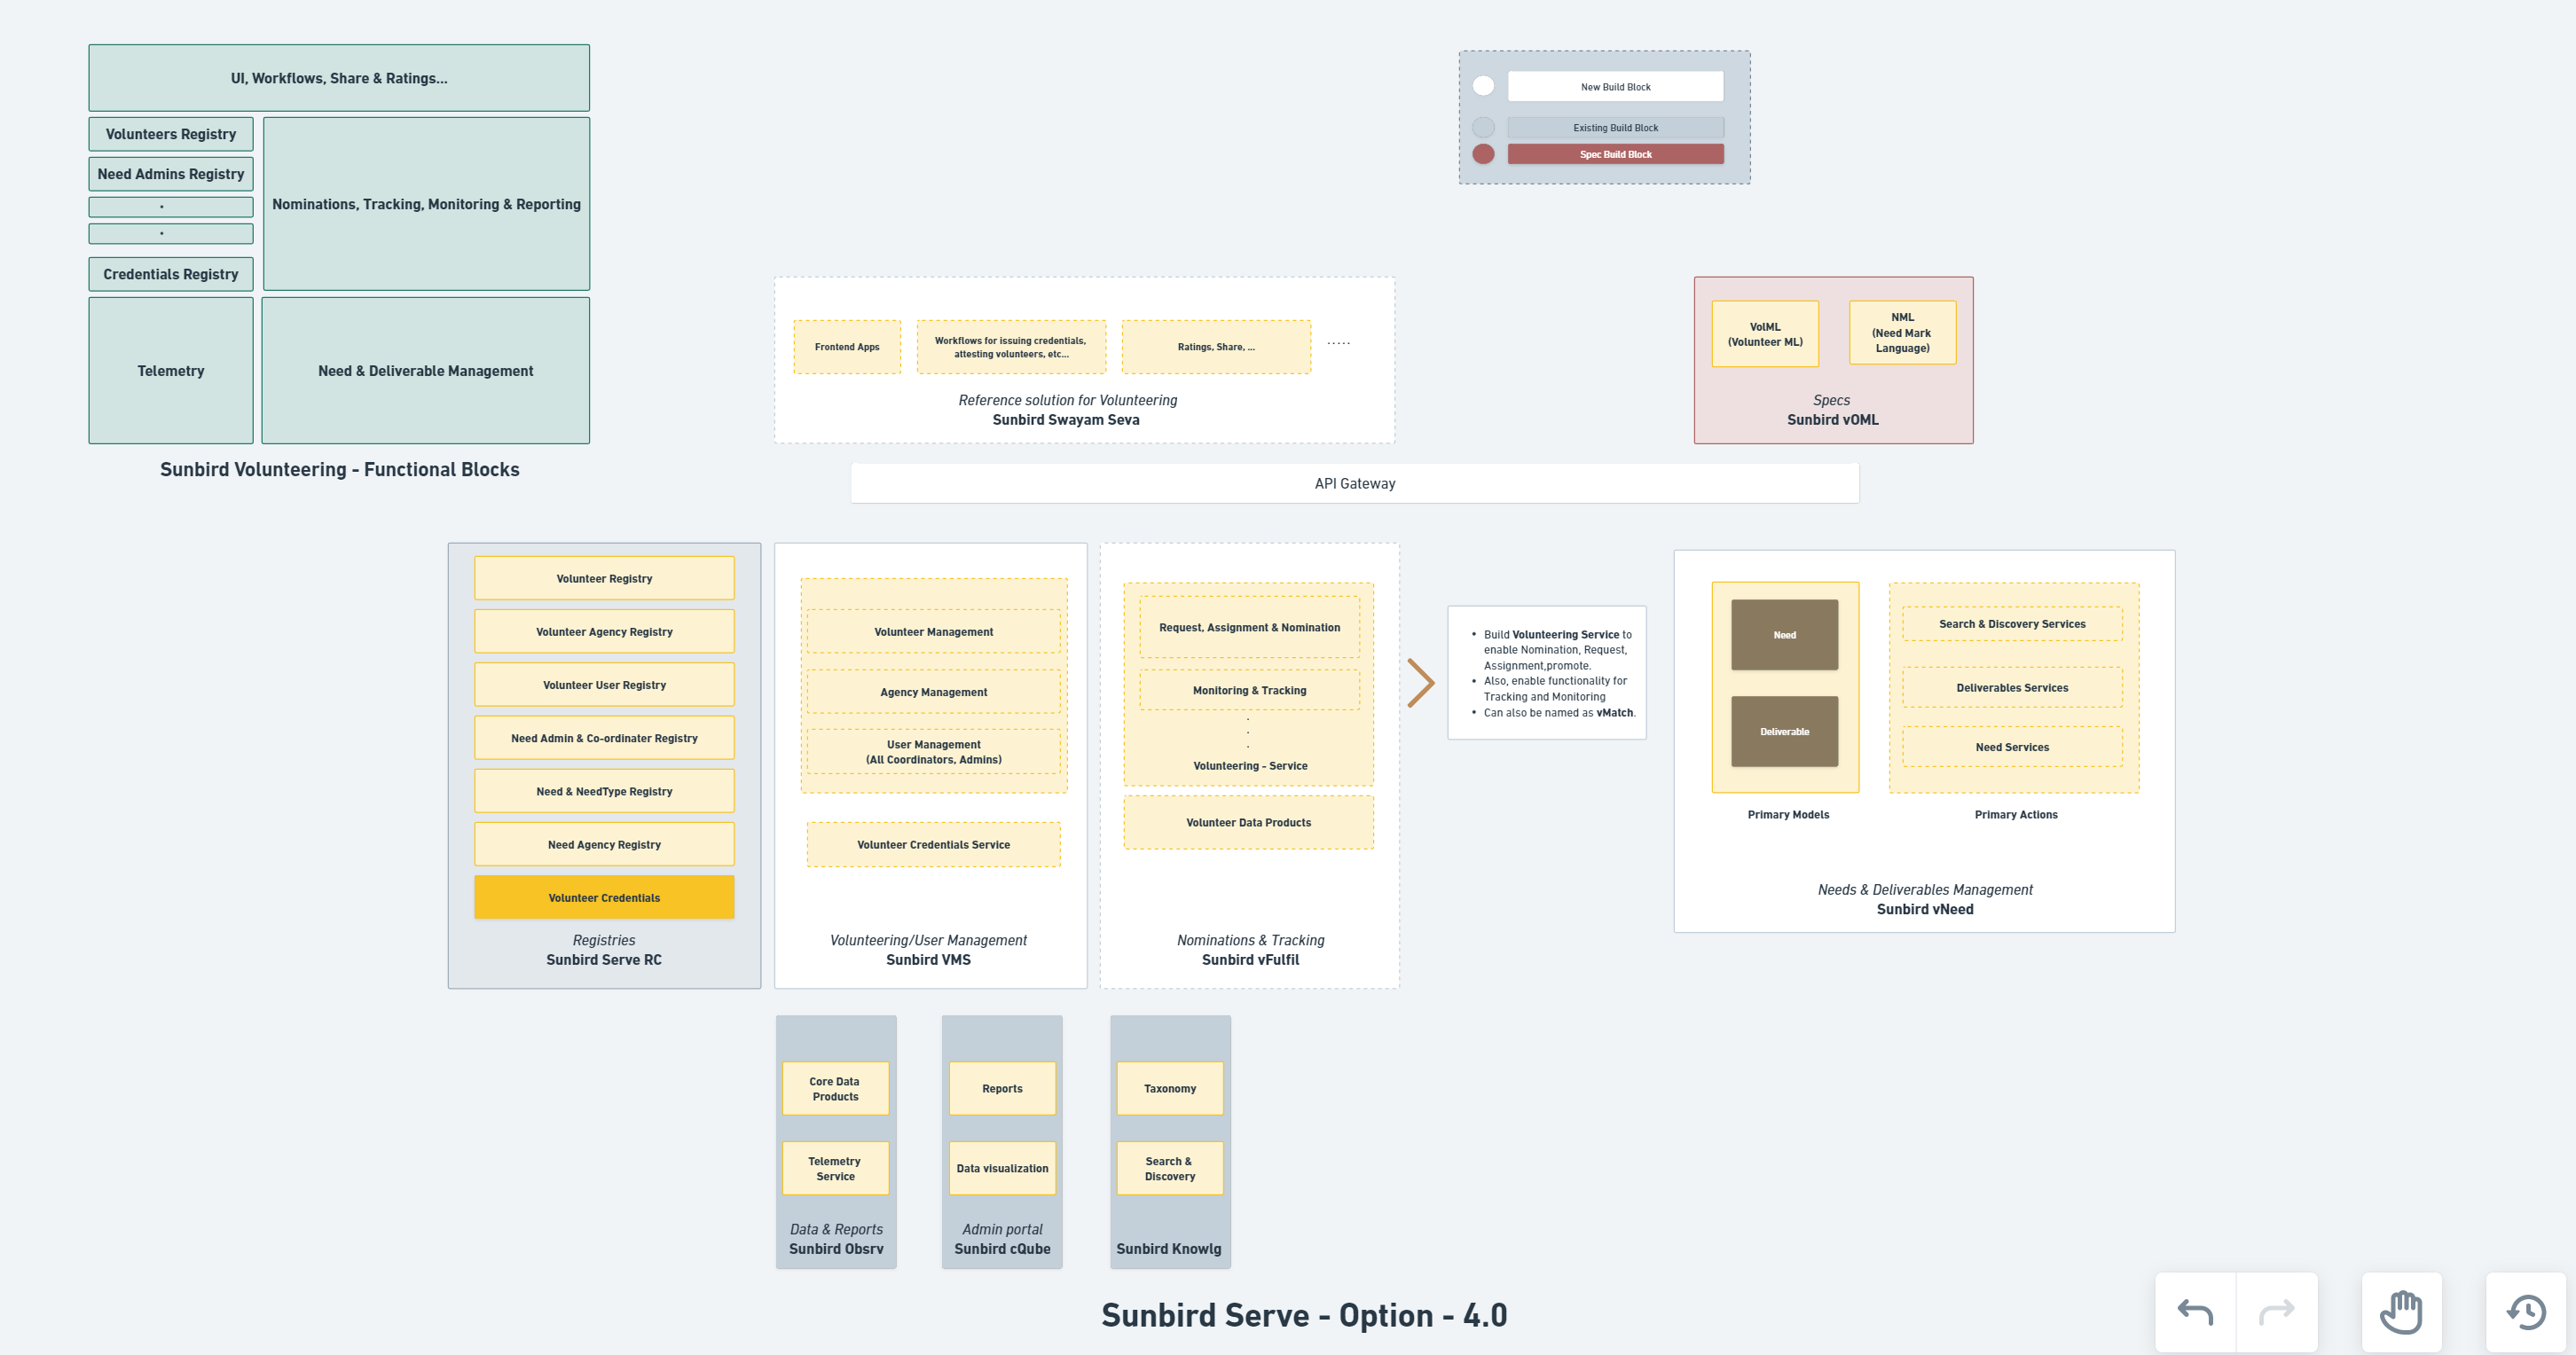 UI, Workflows, Share & Ratings...
Volunteers Registry
Need Admins Registry
Nominations, Tracking, Monitoring & Reporting
Credentials Registry
Telemetry
Need & Deliverable Management
Sunbird Volunteering - Functional Blocks
New Build Block
Existing Build Block
Spec Build Block
Frontend Apps
Workflows for issuing credentials,
attesting volunteers, etc...
Ratings, Share, ...
.....
Reference solution for Volunteering
Sunbird Swayam Seva
VolML
(Volunteer ML)
NML
(Need Mark
Language)
Specs
Sunbird vOML
API Gateway
Volunteer Registry
Volunteer Agency Registry
Volunteer User Registry
Need Admin & Co-ordinater Registry
Need & NeedType Registry
Need Agency Registry
Volunteer Credentials
Registries
Sunbird Serve RC
Volunteer Management
Agency Management
User Management
(All Coordinators, Admins)
Volunteer Credentials Service
Volunteering/User Management
Sunbird VMS
Request, Assignment & Nomination
Monitoring & Tracking
.
.
.
Volunteering - Service
Volunteer Data Products
Nominations & Tracking
Sunbird vFulfil
• Build Volunteering Service to
enable Nomination, Request,
Assignment,promote.
• Also, enable functionality for
Tracking and Monitoring
• Can also be named as vMatch.
Need
Deliverable
Primary Models
Search & Discovery Services
Deliverables Services
Need Services
Primary Actions
Needs & Deliverables Management
Sunbird vNeed
Core Data
Products
Telemetry
Service
Data & Reports
Sunbird Obsrv
Reports
Data visualization
Admin portal
Sunbird cQube
Taxonomy
Search &
Discovery
Sunbird Knowlg
Sunbird Serve - Option - 4.0